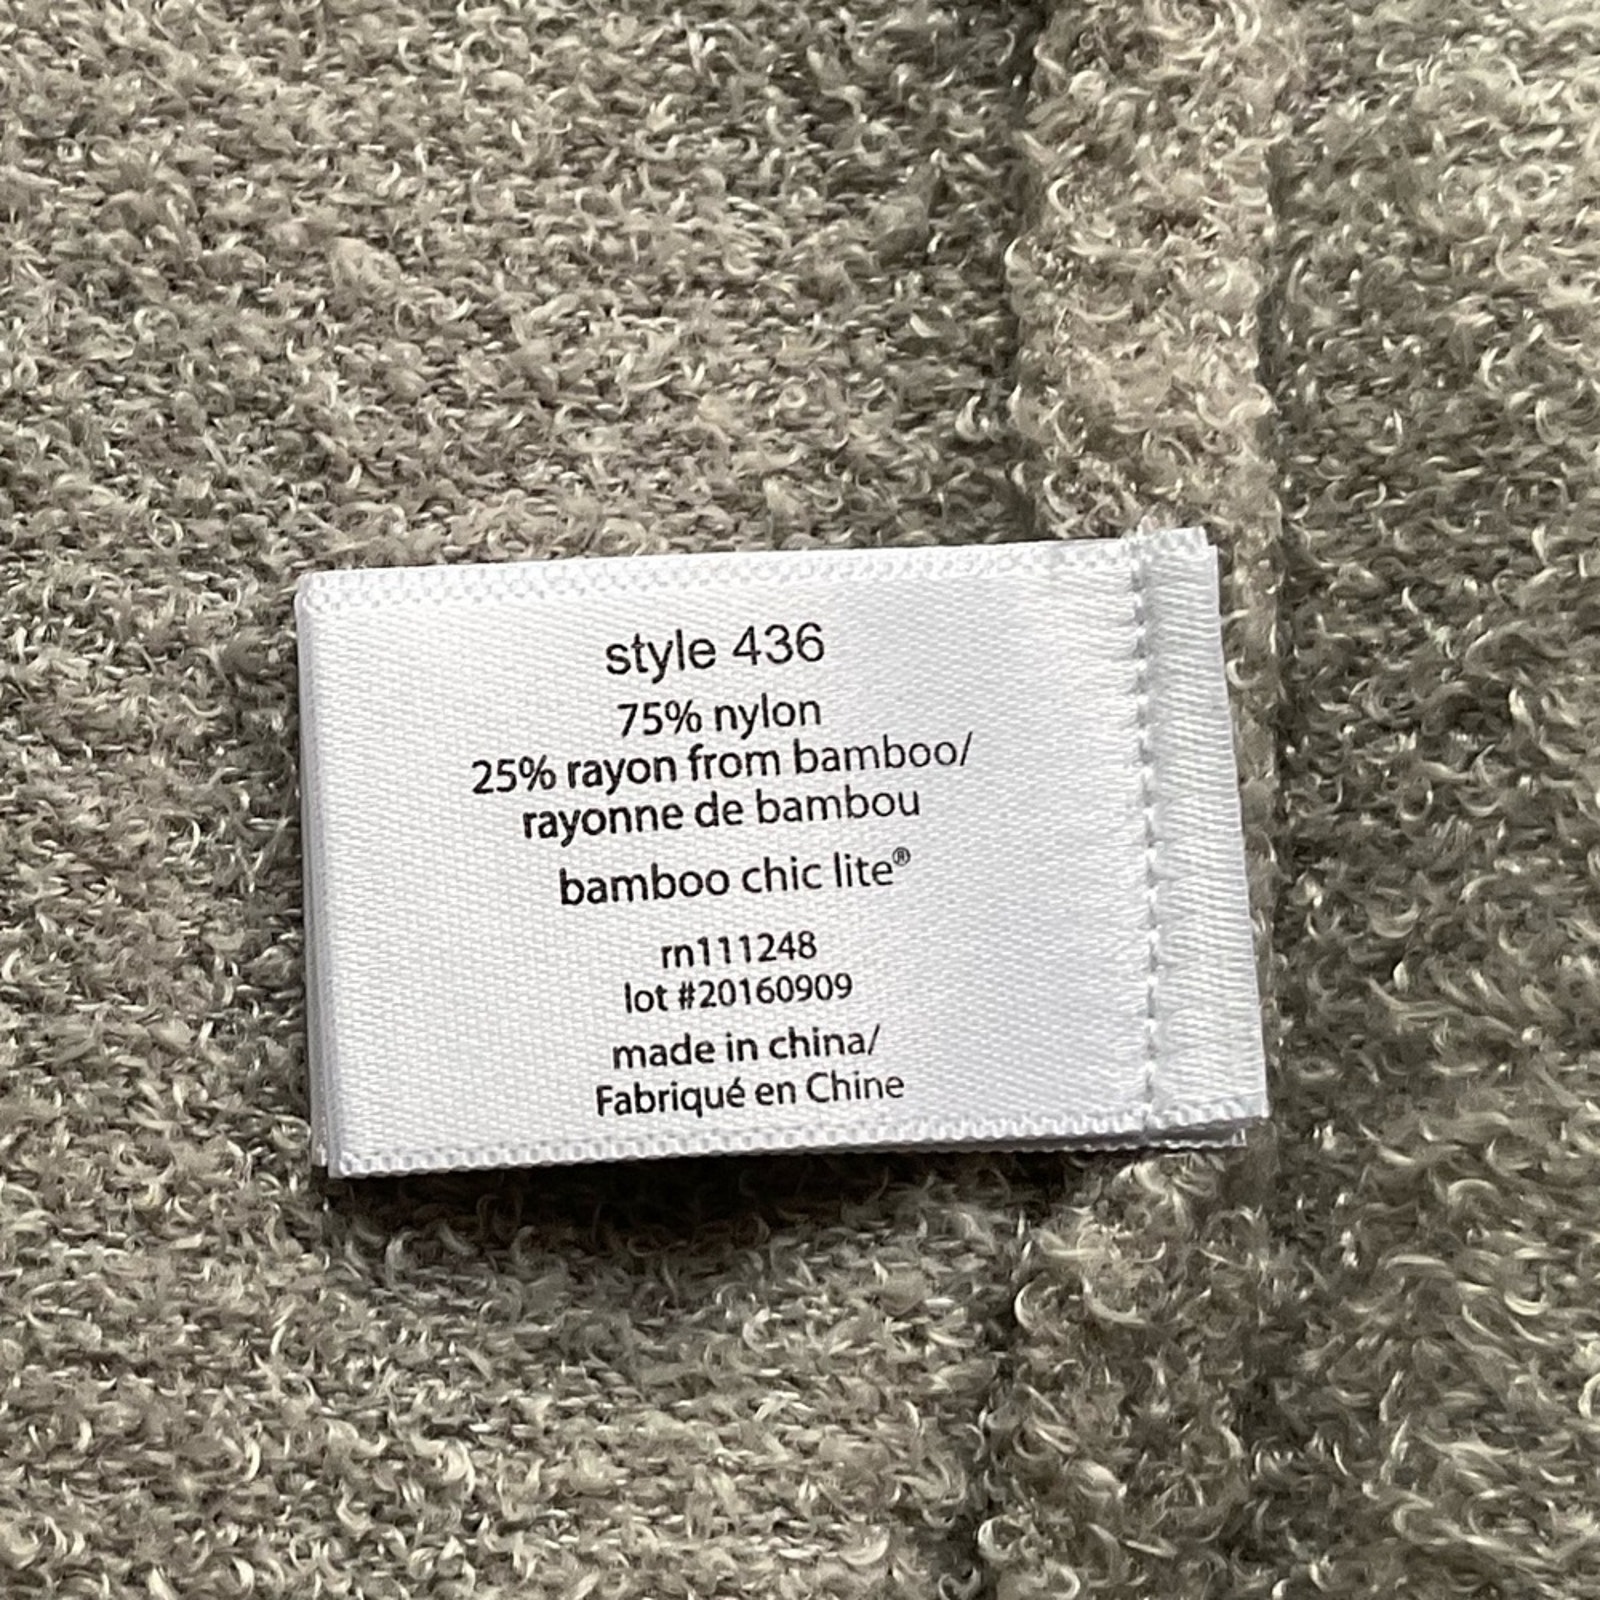 style 436
75% nylon
25% rayon from bamboo/
rayonne de bambou
bamboo chic lite®
rn111248
lot #20160909
made in china/
Fabriqué en Chine